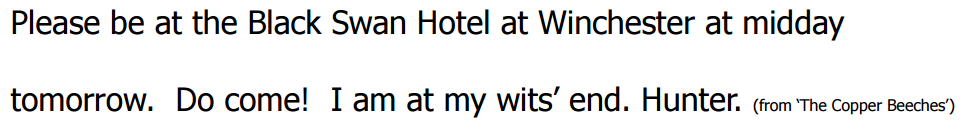 Please be at the Black Swan Hotel at Winchester at midday
tomorrow.  Do come!  I am at my wits’ end. Hunter. (from ‘The Copper Beeches’)